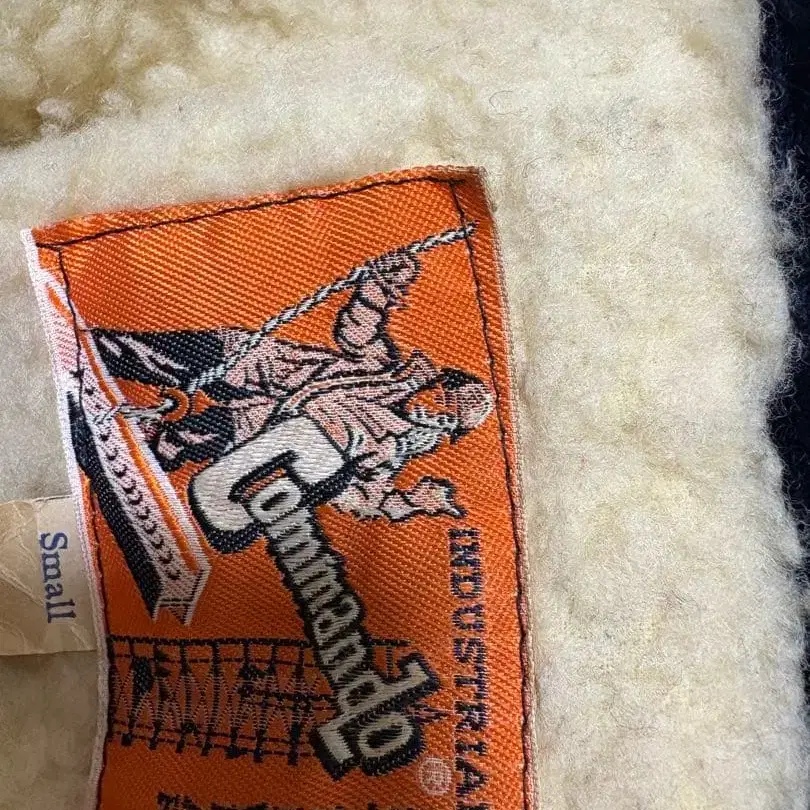 INDUSTRIAL
Commando
®
Small